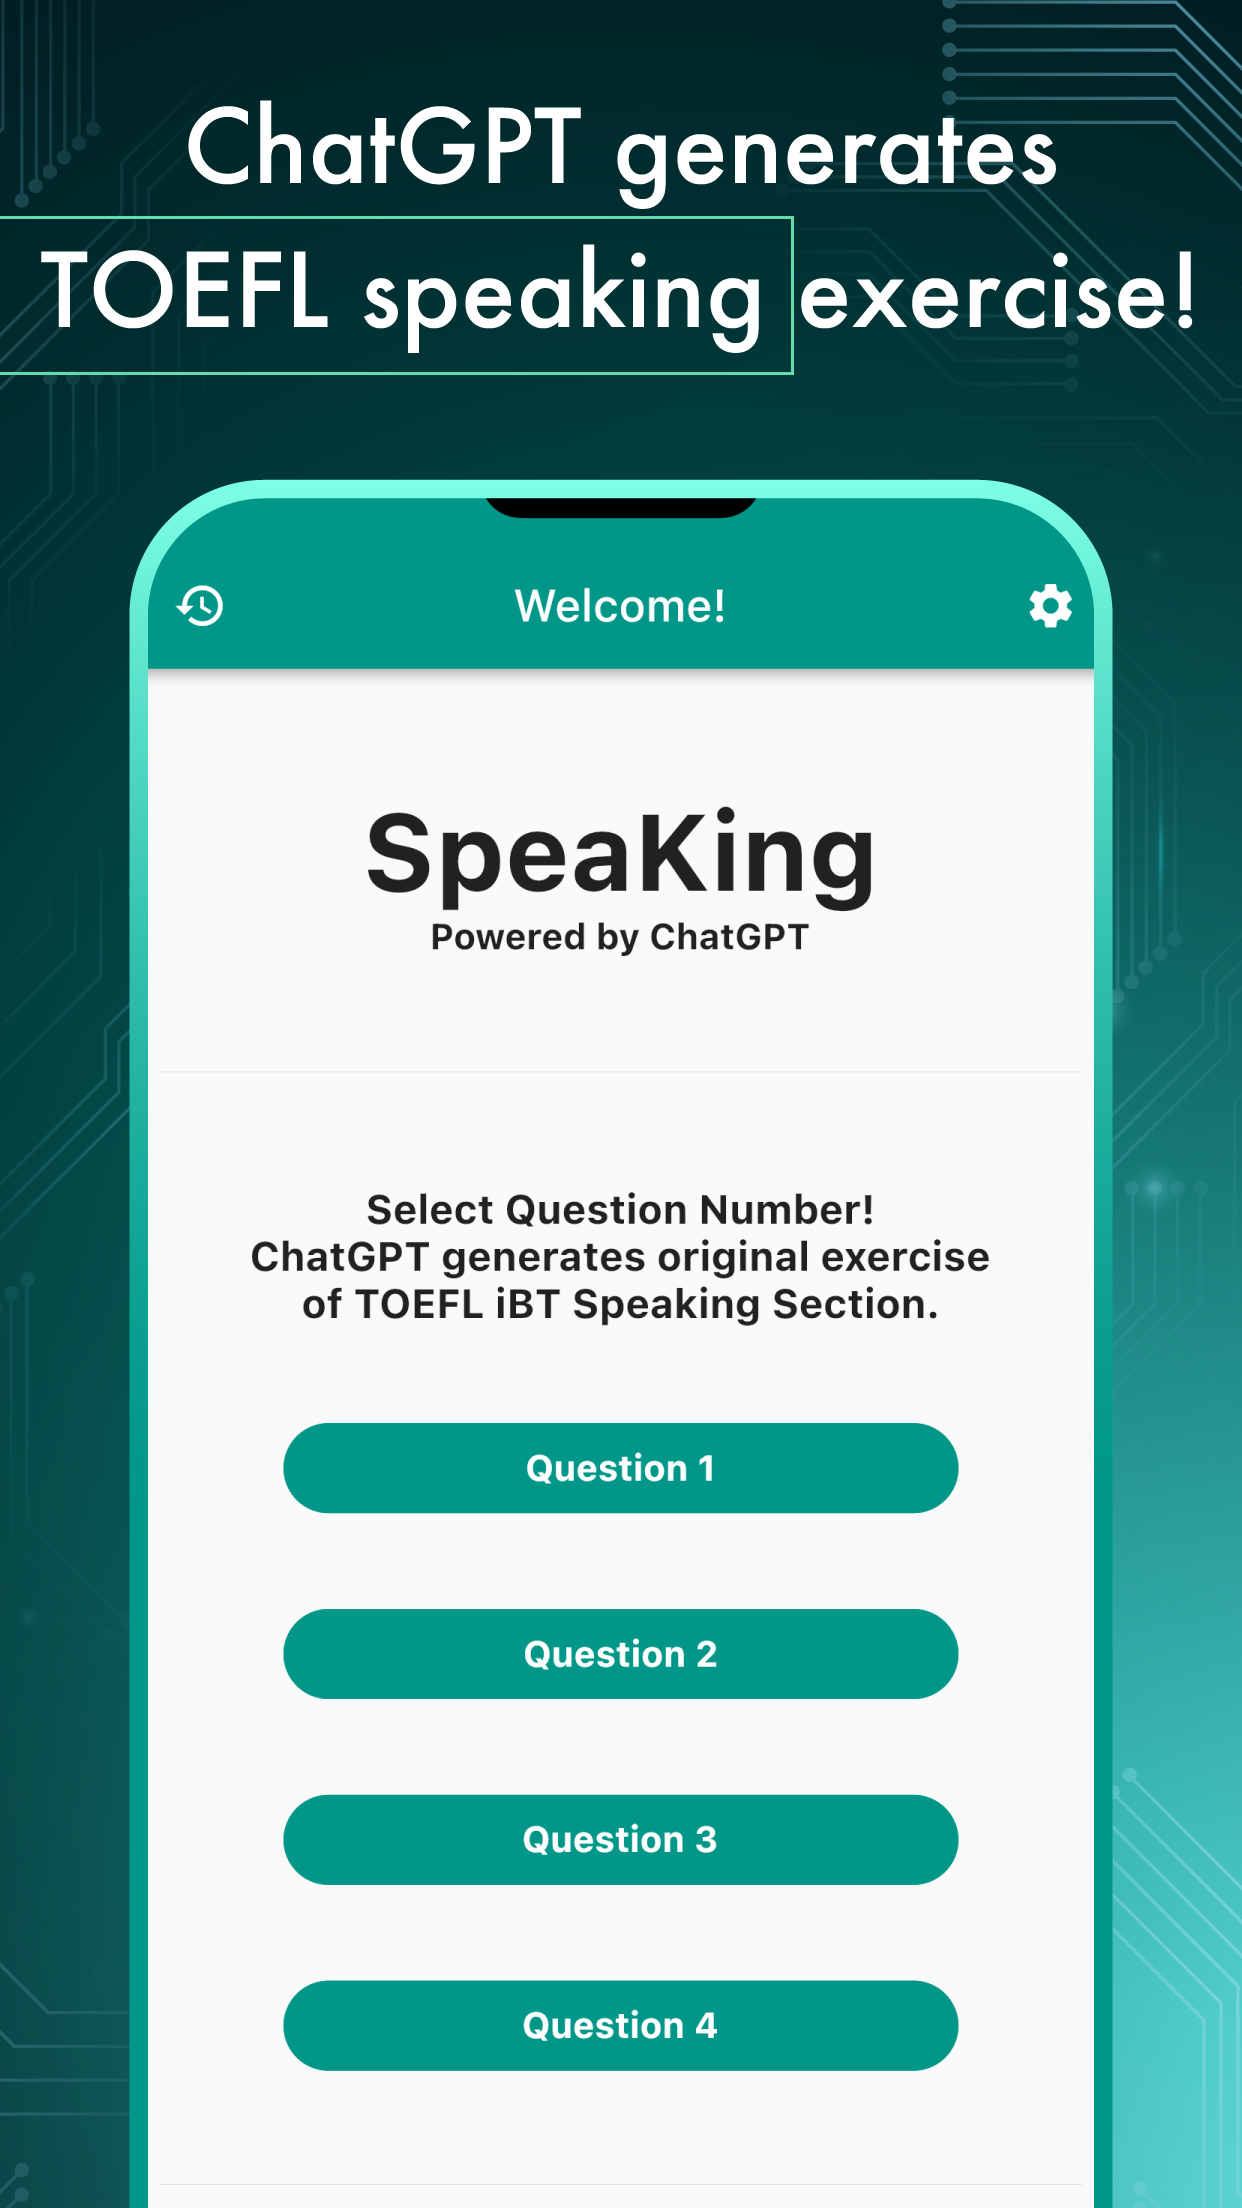 ChatGPT generates
TOEFL speaking exercise!
Welcome!
SpeaKing
Powered by ChatGPT
Select Question Number!
ChatGPT generates original exercise
of TOEFL iBT Speaking Section.
Question 1
Question 2
Question 3
Question 4